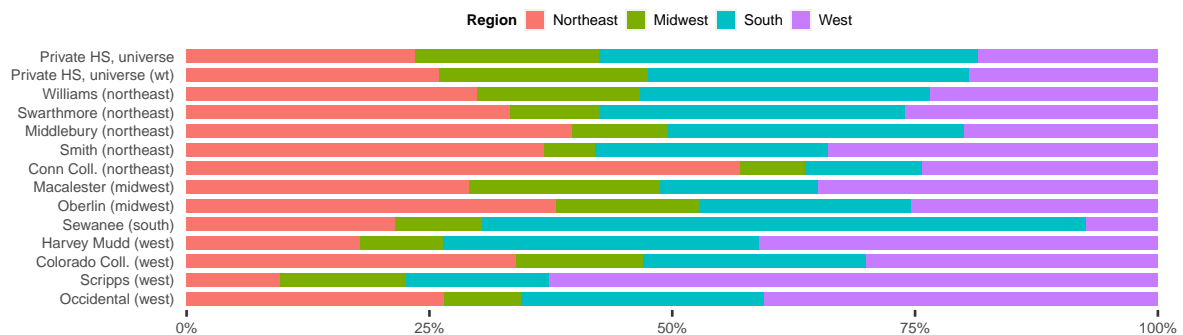 Region Northeast Midwest South West
Private HS, universe
Private HS, universe (wt)
Williams (northeast)
Swarthmore (northeast)
Middlebury (northeast)
Smith (northeast)
Conn Coll. (northeast)
Macalester (midwest)
Oberlin (midwest)
Sewanee (south)
Harvey Mudd (west)
Colorado Coll. (west)
Scripps (west)
Occidental (west)
0% 25% 50% 75% 100%